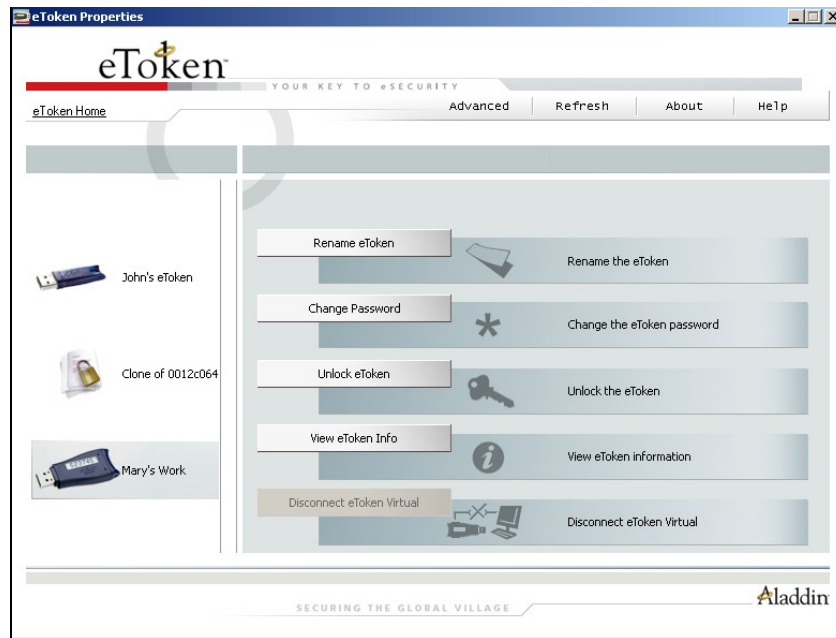 eToken Properties
eToken™
YOUR KEY TO eSECURITY
eToken Home
Advanced
Refresh
About
Help
John's eToken
Clone of 0012c064
Mary's Work
Rename eToken
Rename the eToken
Change Password
Change the eToken password
Unlock eToken
Unlock the eToken
View eToken Info
View eToken information
Disconnect eToken Virtual
Disconnect eToken Virtual
SECURING THE GLOBAL VILLAGE
Aladdin